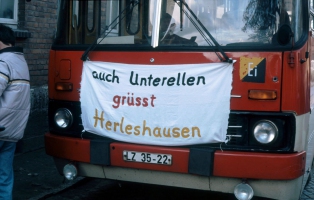 auch Unterellen
grüsst
Herleshausen
LZ 35-22